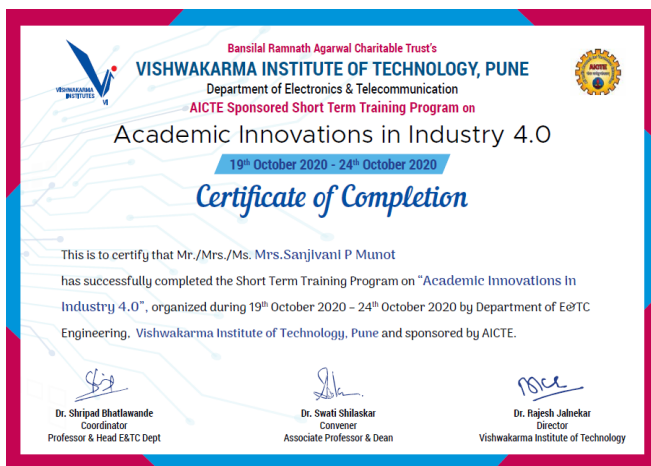 Bansilal Ramnath Agarwal Charitable Trust's
VISHWAKARMA INSTITUTE OF TECHNOLOGY, PUNE
Department of Electronics & Telecommunication
AICTE Sponsored Short Term Training Program on
VISHWAKARMA
INSTITUTES
VI
AICTE
Academic Innovations in Industry 4.0
19th October 2020 - 24th October 2020
Certificate of Completion
This is to certify that Mr./Mrs./Ms. Mrs.Sanjivani P Munot
has successfully completed the Short Term Training Program on “Academic Innovations in
Industry 4.0”, organized during 19th October 2020 – 24th October 2020 by Department of E&TC
Engineering, Vishwakarma Institute of Technology, Pune and sponsored by AICTE.
Dr. Shripad Bhatlawande
Coordinator
Professor & Head E&TC Dept
Dr. Swati Shilaskar
Convener
Associate Professor & Dean
Dr. Rajesh Jalnekar
Director
Vishwakarma Institute of Technology